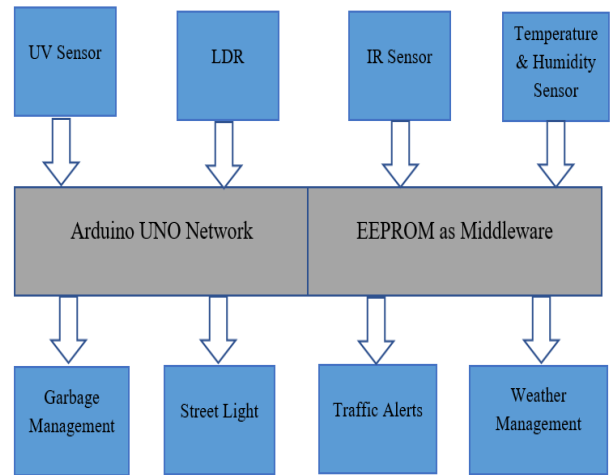 UV Sensor
LDR
IR Sensor
Temperature
& Humidity
Sensor
Arduino UNO Network
EEPROM as Middleware
Garbage
Management
Street Light
Traffic Alerts
Weather
Management